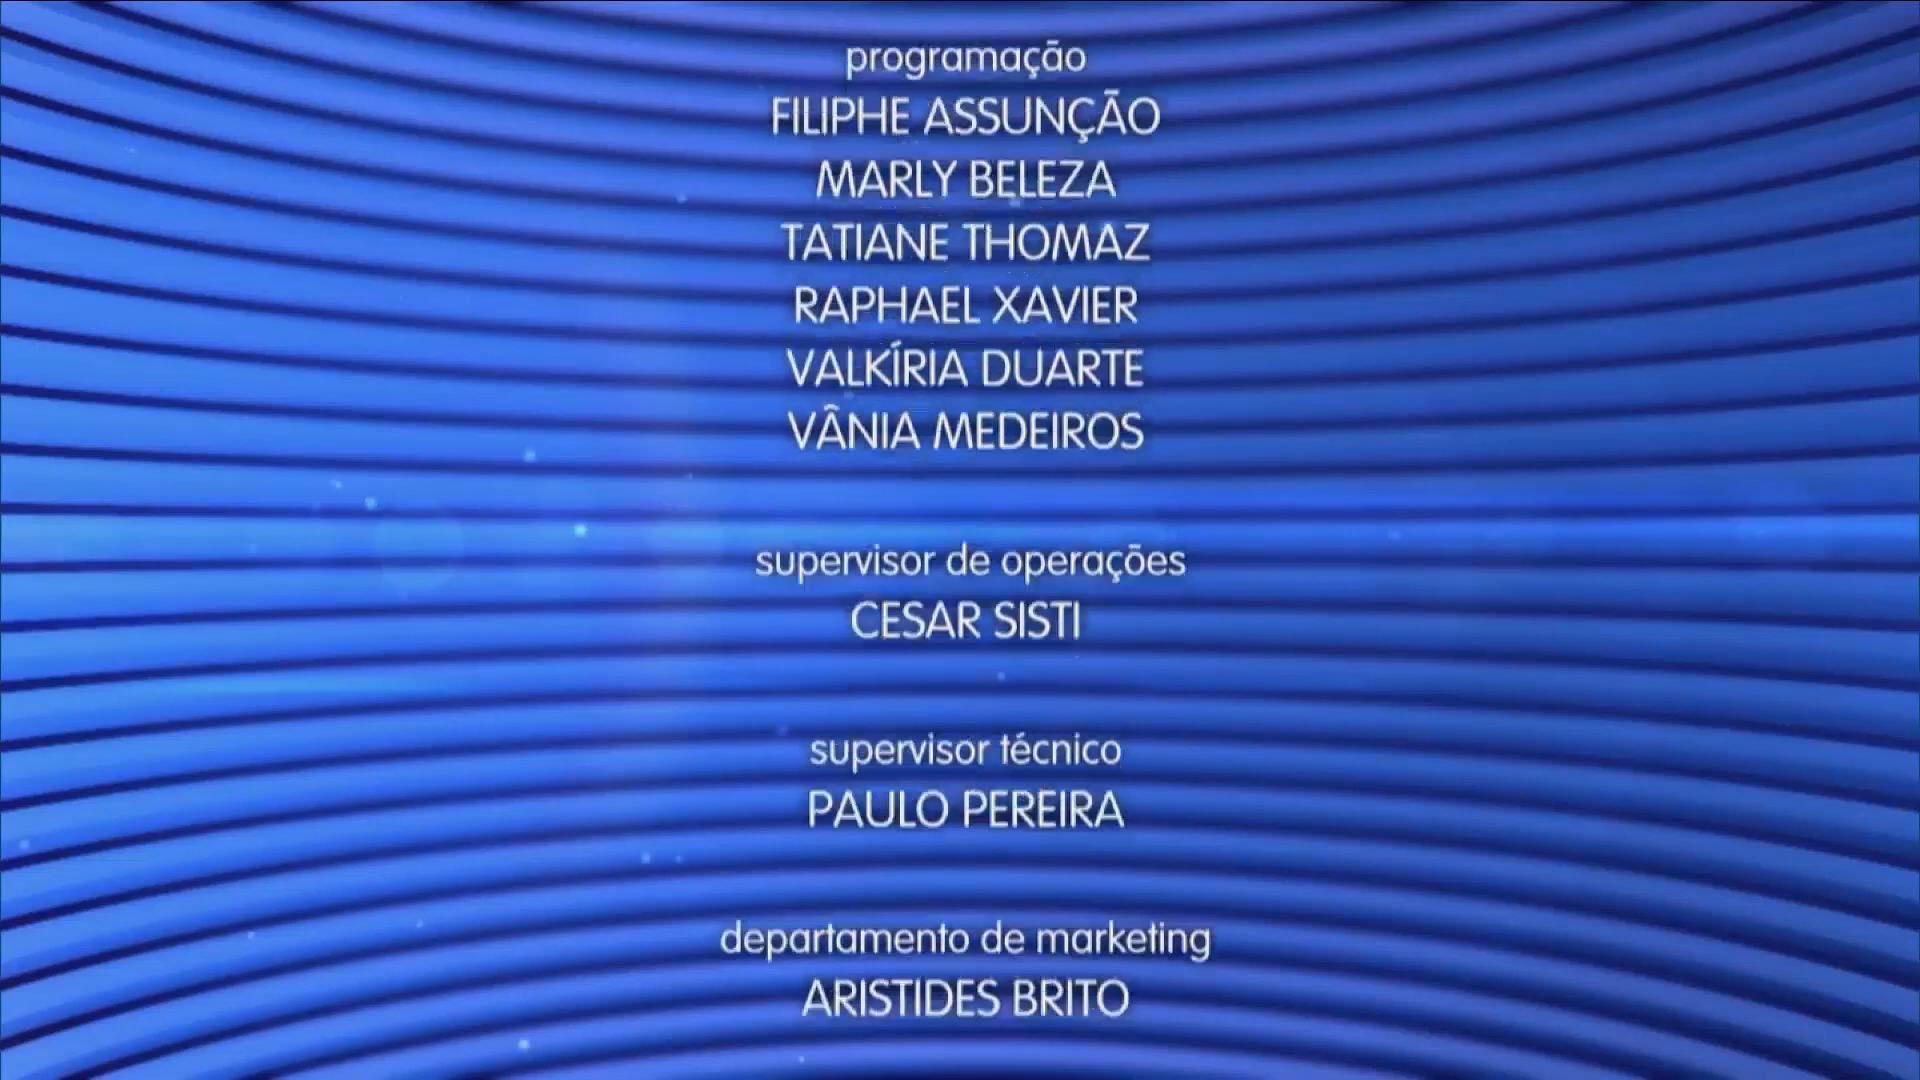 programação
FILIPHE ASSUNÇÃO
MARLY BELEZA
TATIANE THOMAZ
RAPHAEL XAVIER
VALKÍRIA DUARTE
VÂNIA MEDEIROS
supervisor de operações
CESAR SISTI
supervisor técnico
PAULO PEREIRA
departamento de marketing
ARISTIDES BRITO